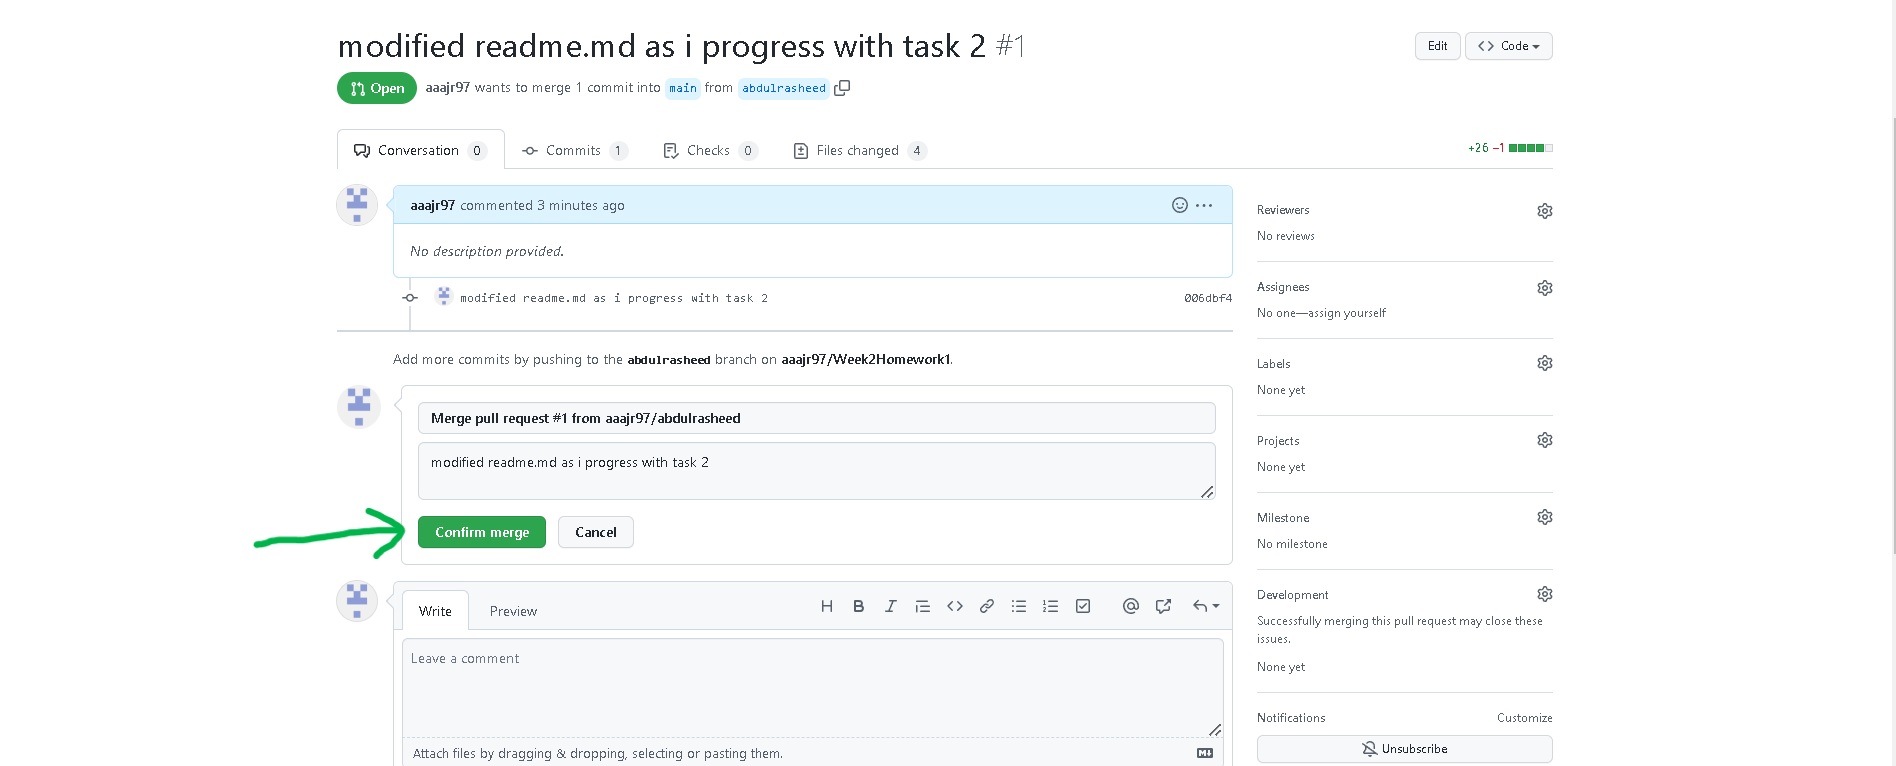 modified readme.md as i progress with task 2 #1
Edit
Code
Open
aaajr97 wants to merge 1 commit into main from abdulrasheed
Conversation 0
Commits 1
Checks 0
Files changed 4
+26 −1
aaajr97 commented 3 minutes ago
No description provided.
modified readme.md as i progress with task 2
006dbf4
Add more commits by pushing to the abdulrasheed branch on aaajr97/Week2Homework1.
Merge pull request #1 from aaajr97/abdulrasheed
modified readme.md as i progress with task 2
Confirm merge
Cancel
Write
Preview
Leave a comment
Attach files by dragging & dropping, selecting or pasting them.
Reviewers
No reviews
Assignees
No one—assign yourself
Labels
None yet
Projects
None yet
Milestone
No milestone
Development
Successfully merging this pull request may close these
issues.
None yet
Notifications
Customize
Unsubscribe